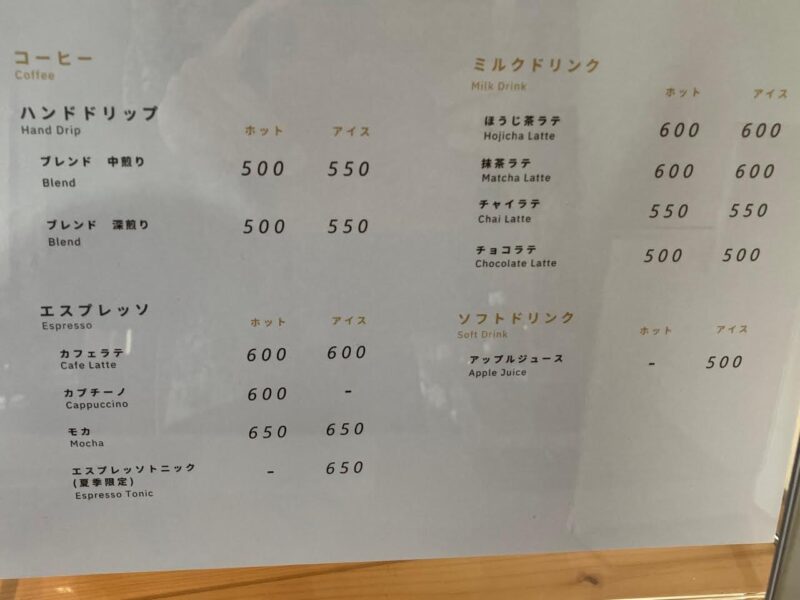 コーヒー
Coffee
ハンドドリップ
Hand Drip
ホット アイス
ブレンド 中煎り 500 550
Blend
ブレンド 深煎り 500 550
Blend
エスプレッソ
Espresso
ホット アイス
カフェラテ 600 600
Cafe Latte
カプチーノ 600 -
Cappuccino
モカ 650 650
Mocha
エスプレッソトニック
(夏季限定) - 650
Espresso Tonic
ミルクドリンク
Milk Drink
ホット アイス
ほうじ茶ラテ 600 600
Hojicha Latte
抹茶ラテ 600 600
Matcha Latte
チャイラテ 550 550
Chai Latte
チョコラテ 500 500
Chocolate Latte
ソフトドリンク
Soft Drink
ホット アイス
アップルジュース - 500
Apple Juice